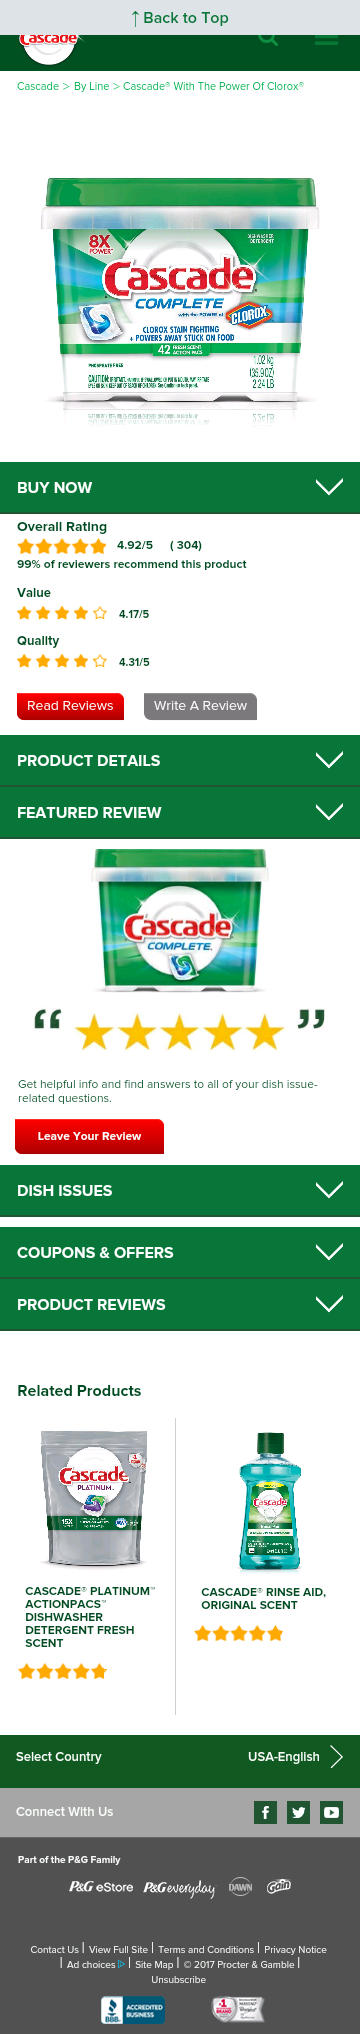 ↑ Back to Top
Cascade
Cascade > By Line > Cascade® With The Power Of Clorox®
8X
POWER
DISHWASHER
DETERGENT
Cascade
COMPLETE
with the POWER of
CLOROX
CLOROX STAIN FIGHTING
+ POWERS AWAY STUCK ON FOOD
42 FRESH SCENT
ACTION PACS
PHOSPHATE FREE
1.02 kg
(35.9 OZ)
2.24 LB
CAUTION:
BUY NOW
Overall Rating
4.92/5 ( 304)
99% of reviewers recommend this product
Value
4.17/5
Quality
4.31/5
Read Reviews Write A Review
PRODUCT DETAILS
FEATURED REVIEW
Cascade
COMPLETE
“ ”
Get helpful info and find answers to all of your dish issue-
related questions.
Leave Your Review
DISH ISSUES
COUPONS & OFFERS
PRODUCT REVIEWS
Related Products
Cascade
PLATINUM
15X
Cascade
CASCADE® PLATINUM™
ACTIONPACS™
DISHWASHER
DETERGENT FRESH
SCENT
CASCADE® RINSE AID,
ORIGINAL SCENT
Select Country USA-English
Connect With Us
Part of the P&G Family
P&G eStore P&G everyday DAWN Gain
Contact Us | View Full Site | Terms and Conditions | Privacy Notice
| Ad choices | Site Map | © 2017 Procter & Gamble |
Unsubscribe
BBB ACCREDITED
BUSINESS